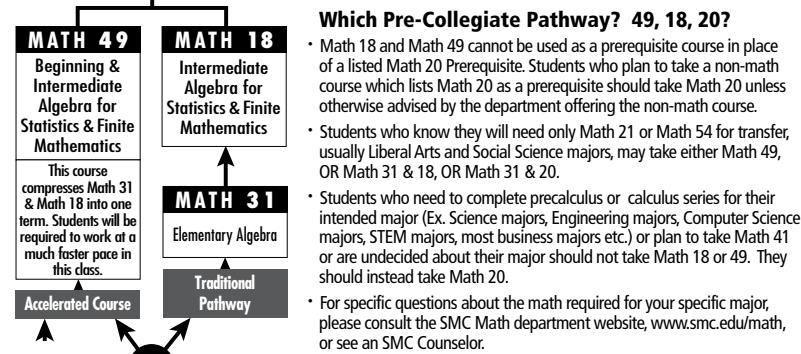 MATH 49
Beginning &
Intermediate
Algebra for
Statistics & Finite
Mathematics
This course
compresses Math 31
& Math 18 into one
term. Students will be
required to work at a
much faster pace in
this class.
Accelerated Course
MATH 18
Intermediate
Algebra for
Statistics & Finite
Mathematics
MATH 31
Elementary Algebra
Traditional
Pathway
Which Pre-Collegiate Pathway? 49, 18, 20?
• Math 18 and Math 49 cannot be used as a prerequisite course in place
of a listed Math 20 Prerequisite. Students who plan to take a non-math
course which lists Math 20 as a prerequisite should take Math 20 unless
otherwise advised by the department offering the non-math course.
• Students who know they will need only Math 21 or Math 54 for transfer,
usually Liberal Arts and Social Science majors, may take either Math 49,
OR Math 31 & 18, OR Math 31 & 20.
• Students who need to complete precalculus or calculus series for their
intended major (Ex. Science majors, Engineering majors, Computer Science
majors, STEM majors, most business majors etc.) or plan to take Math 41
or are undecided about their major should not take Math 18 or 49. They
should instead take Math 20.
• For specific questions about the math required for your specific major,
please consult the SMC Math department website, www.smc.edu/math,
or see an SMC Counselor.